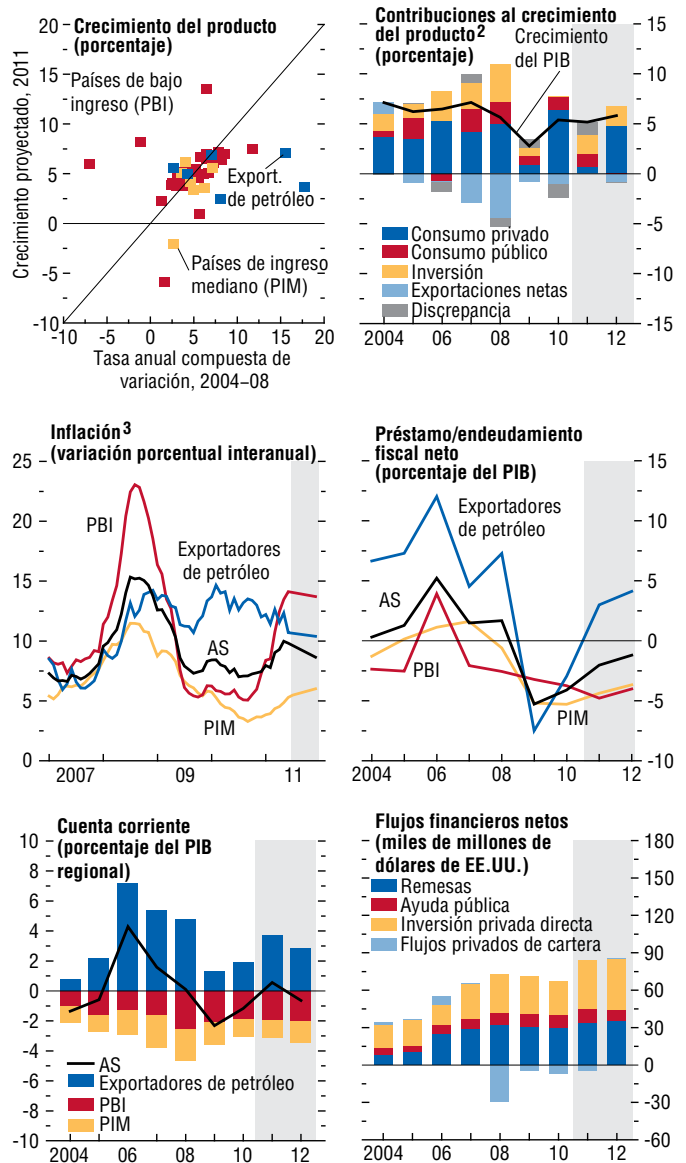 Crecimiento del producto
(porcentaje)
20
15
10
5
0
-5
-10
-10
-5
0
5
10
15
20
Crecimiento proyectado, 2011
Países de bajo
ingreso (PBI)
Export.
de petróleo
Países de ingreso
mediano (PIM)
Tasa anual compuesta de
variación, 2004–08
Contribuciones al crecimiento
del producto2
(porcentaje)
Crecimiento
del PIB
15
10
5
0
-5
-10
-15
Consumo privado
Consumo público
Inversión
Exportaciones netas
Discrepancia
2004
06
08
10
12
Inflación3
(variación porcentual interanual)
25
20
15
10
5
0
PBI
Exportadores
de petróleo
AS
PIM
2007
09
11
Préstamo/endeudamiento
fiscal neto
(porcentaje del PIB)
15
10
5
0
-5
-10
Exportadores
de petróleo
AS
PBI
PIM
2004
06
08
10
12
Cuenta corriente
(porcentaje del PIB
regional)
10
8
6
4
2
0
-2
-4
-6
-8
-10
AS
Exportadores de petróleo
PBI
PIM
2004
06
08
10
12
Flujos financieros netos
(miles de millones de
dólares de EE.UU.)
Remesas
Ayuda pública
Inversión privada directa
Flujos privados de cartera
180
150
120
90
60
30
0
-30
-60
2004
06
08
10
12